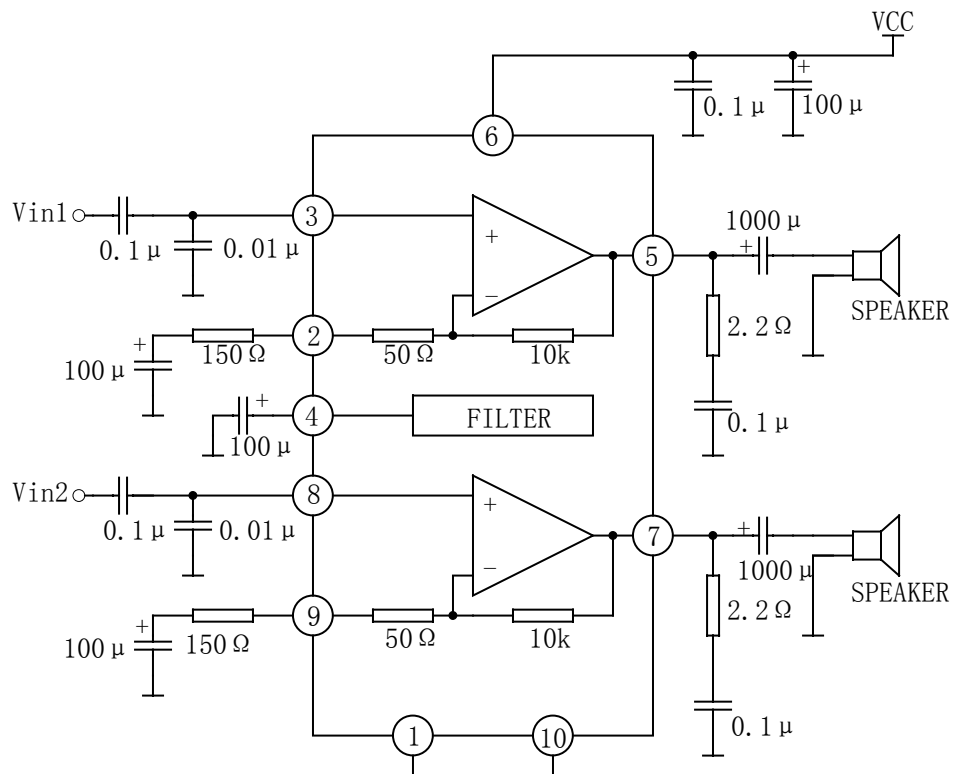 VCC
0.1μ
100μ
+
6
Vin1
3
0.1μ
0.01μ
+
−
5
1000μ
+
SPEAKER
2.2Ω
0.1μ
2
+
100μ
150Ω
50Ω
10k
4
+
100μ
FILTER
Vin2
8
0.1μ
0.01μ
+
−
7
+
1000μ
SPEAKER
2.2Ω
0.1μ
9
+
100μ
150Ω
50Ω
10k
1
10